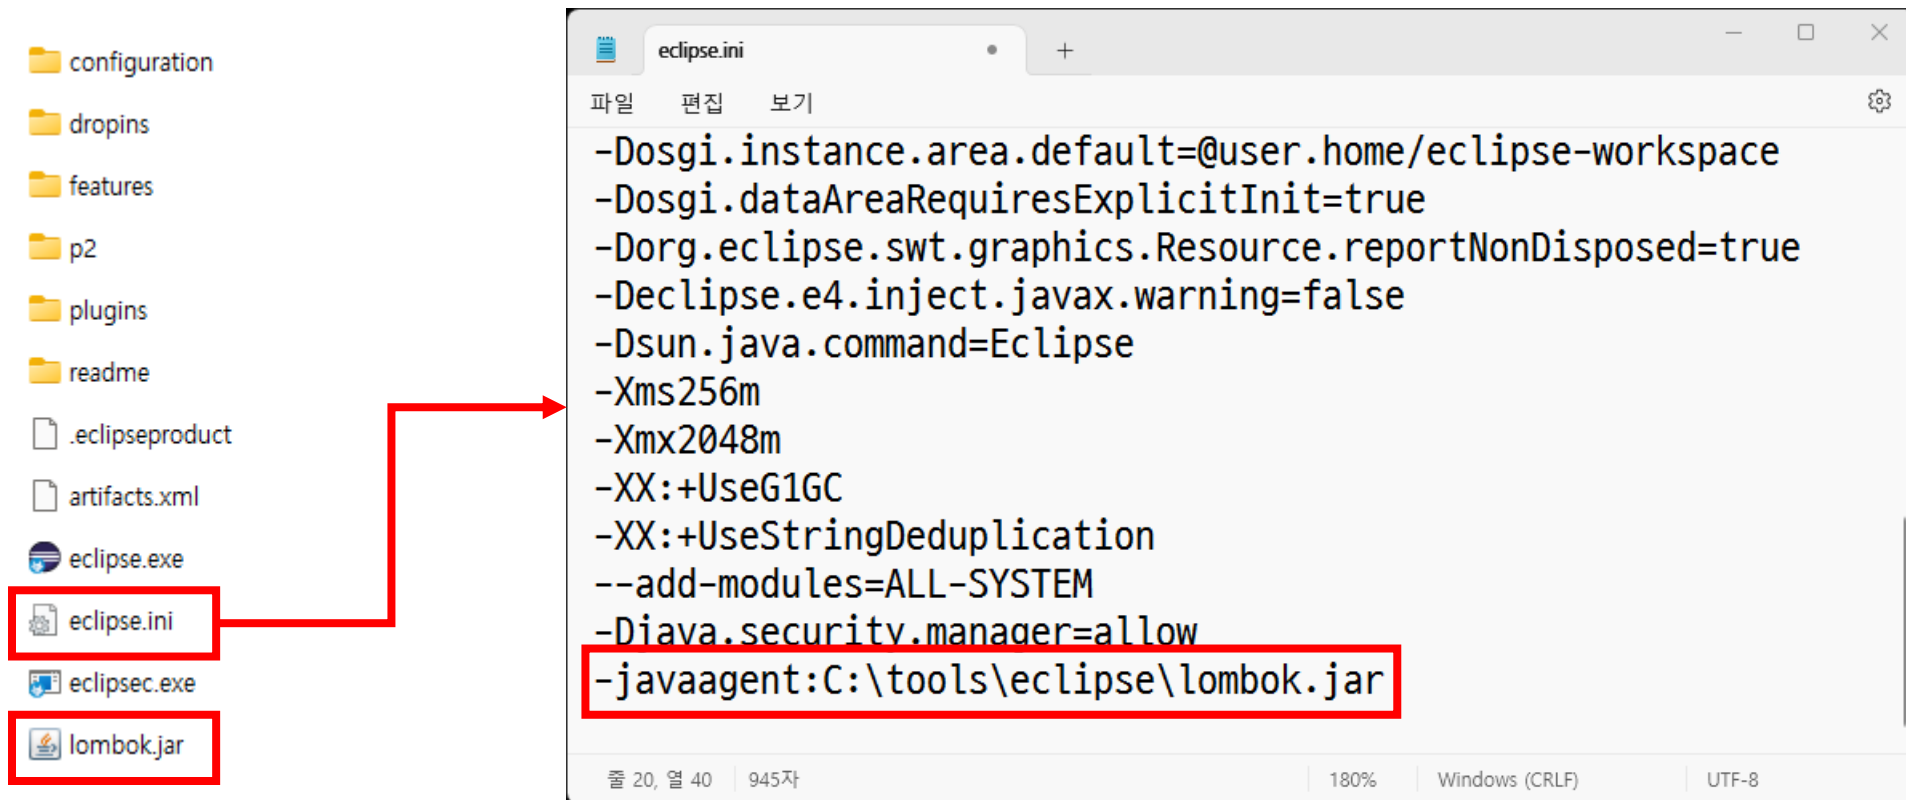 configuration
dropins
features
p2
plugins
readme
.eclipseproduct
artifacts.xml
eclipse.exe
eclipse.ini
eclipsec.exe
lombok.jar
eclipse.ini
파일 편집 보기
-Dosgi.instance.area.default=@user.home/eclipse-workspace
-Dosgi.dataAreaRequiresExplicitInit=true
-Dorg.eclipse.swt.graphics.Resource.reportNonDisposed=true
-Declipse.e4.inject.javax.warning=false
-Dsun.java.command=Eclipse
-Xms256m
-Xmx2048m
-XX:+UseG1GC
-XX:+UseStringDeduplication
--add-modules=ALL-SYSTEM
-Djava.security.manager=allow
-javaagent:C:\tools\eclipse\lombok.jar
줄 20, 열 40 945자 180% Windows (CRLF) UTF-8